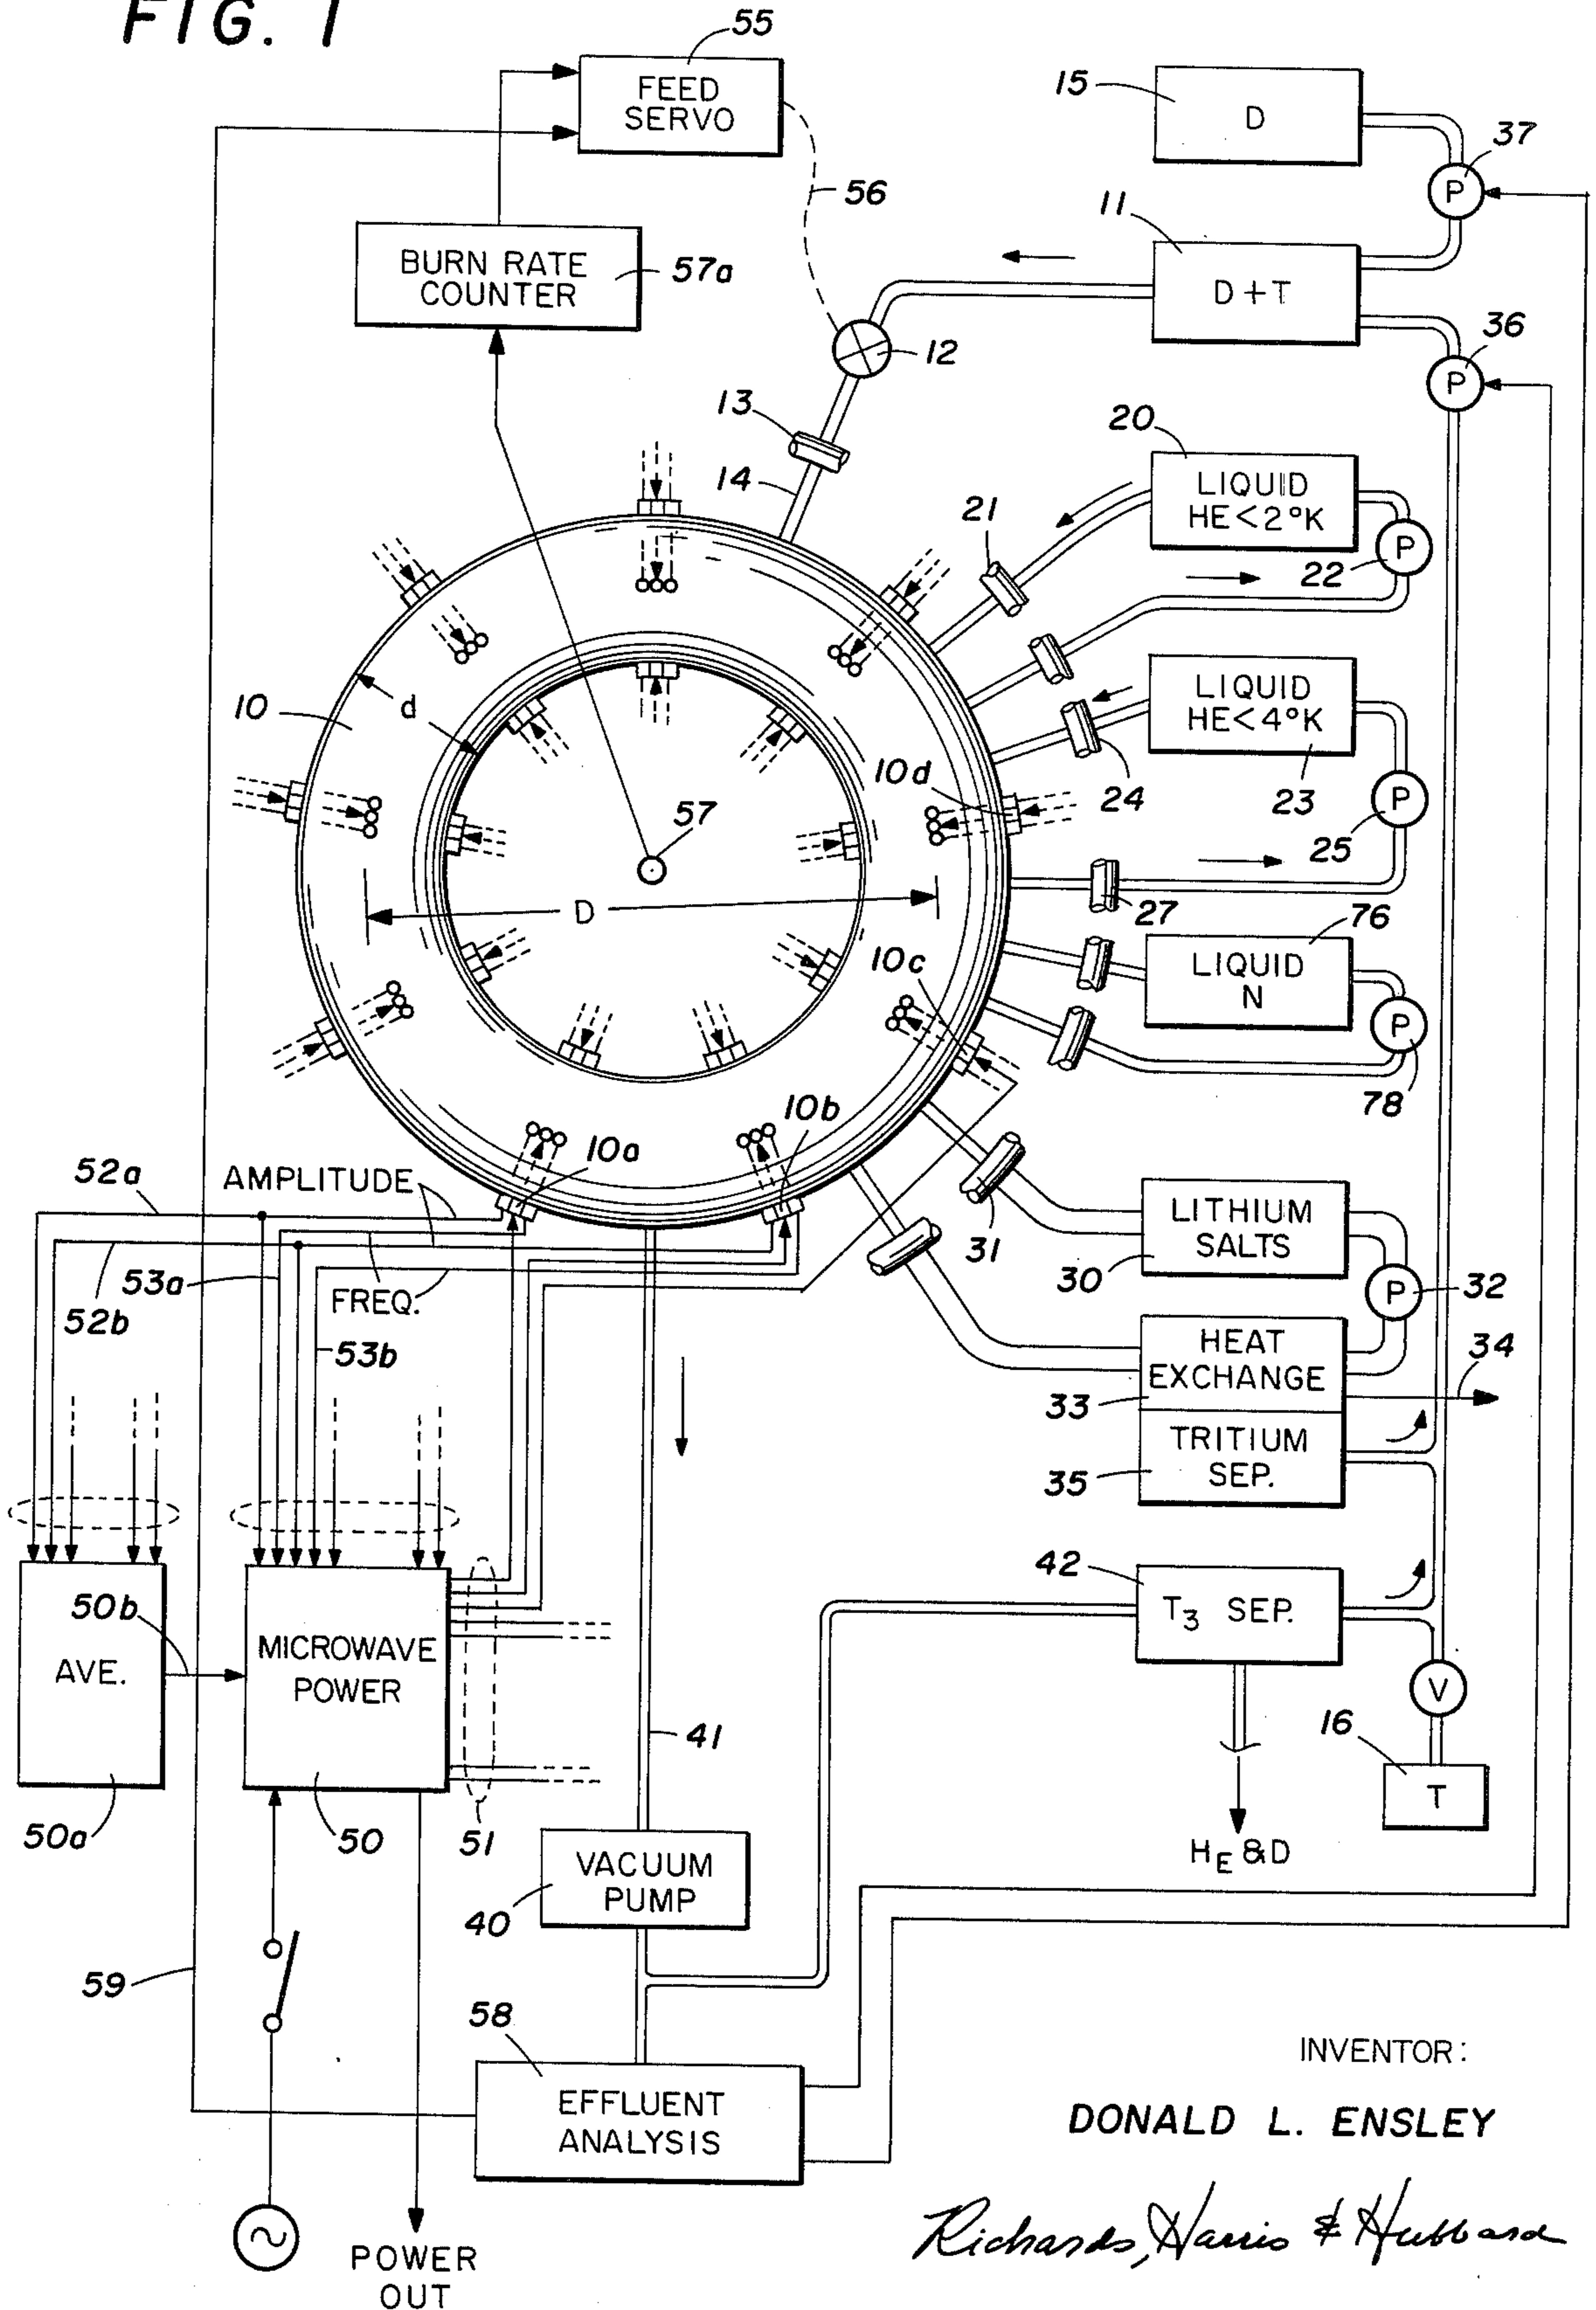 FIG. 1
55
FEED
SERVO
15
D
37
P
56
11
BURN RATE
COUNTER
57a
D+T
36
12
P
13
20
LIQUID
HE<2°K
14
21
P
22
LIQUID
HE<4°K
10
d
10d
24
23
P
25
57
27
76
D
10c
LIQUID
N
P
78
10b
10a
52a
AMPLITUDE
LITHIUM
SALTS
31
30
53a
P
32
FREQ.
52b
HEAT
EXCHANGE
34
53b
33
TRITIUM
SEP.
35
42
T3 SEP.
50b
MICROWAVE
POWER
AVE.
V
41
16
T
50a
50
51
HE &D
VACUUM
PUMP
40
59
58
EFFLUENT
ANALYSIS
INVENTOR:
DONALD L. ENSLEY
Richards, Harris & Hubbard
POWER
OUT